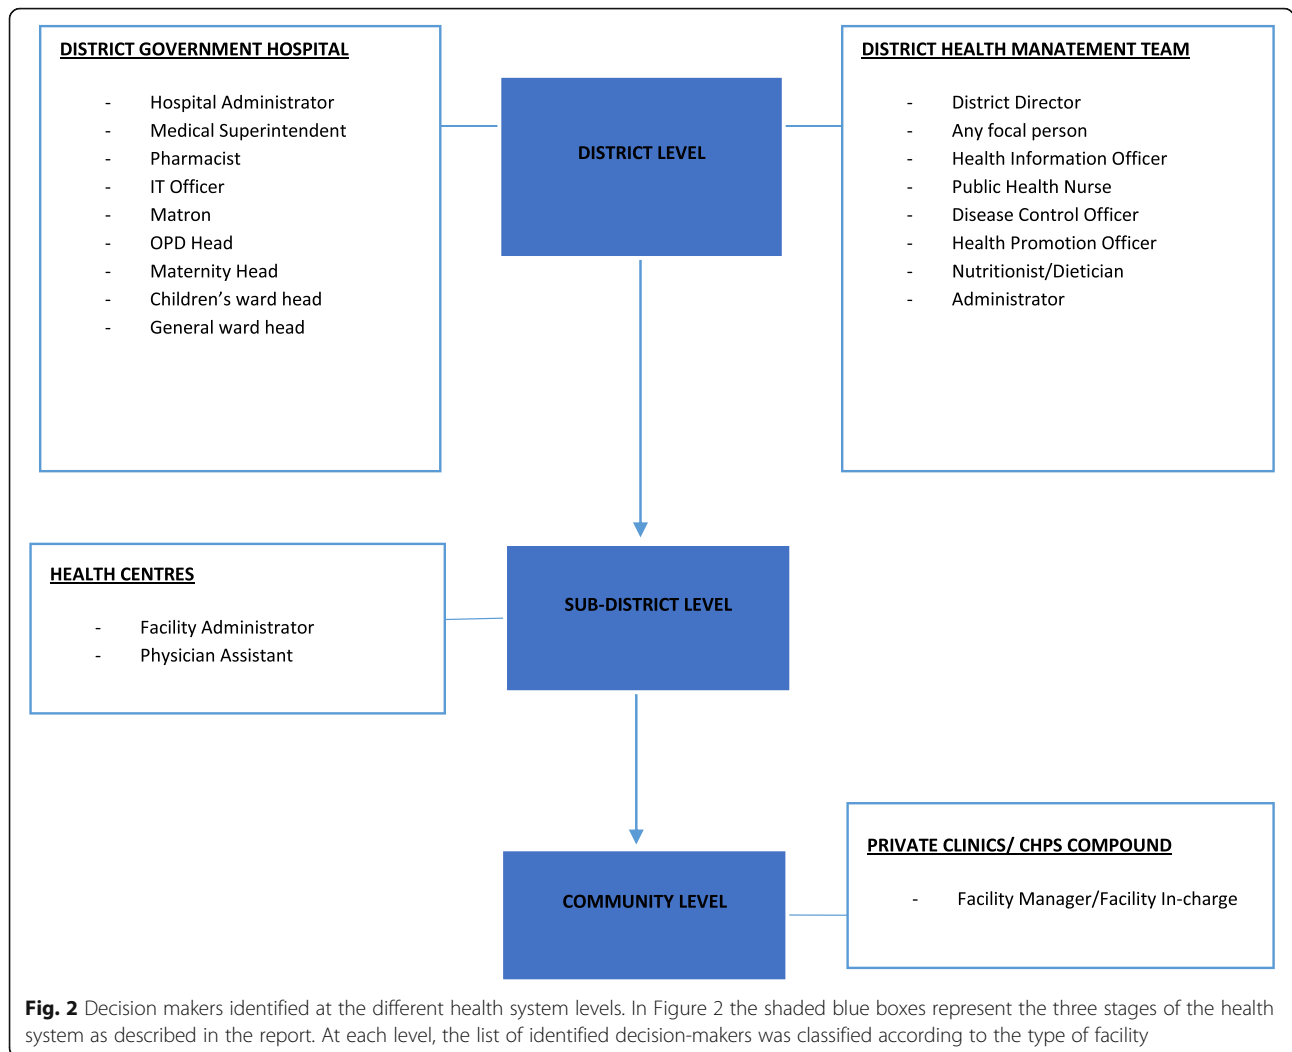 DISTRICT GOVERNMENT HOSPITAL
- Hospital Administrator
- Medical Superintendent
- Pharmacist
- IT Officer
- Matron
- OPD Head
- Maternity Head
- Children’s ward head
- General ward head
DISTRICT LEVEL
DISTRICT HEALTH MANATEMENT TEAM
- District Director
- Any focal person
- Health Information Officer
- Public Health Nurse
- Disease Control Officer
- Health Promotion Officer
- Nutritionist/Dietician
- Administrator
HEALTH CENTRES
- Facility Administrator
- Physician Assistant
SUB-DISTRICT LEVEL
COMMUNITY LEVEL
PRIVATE CLINICS/ CHPS COMPOUND
- Facility Manager/Facility In-charge
Fig. 2 Decision makers identified at the different health system levels. In Figure 2 the shaded blue boxes represent the three stages of the health
system as described in the report. At each level, the list of identified decision-makers was classified according to the type of facility